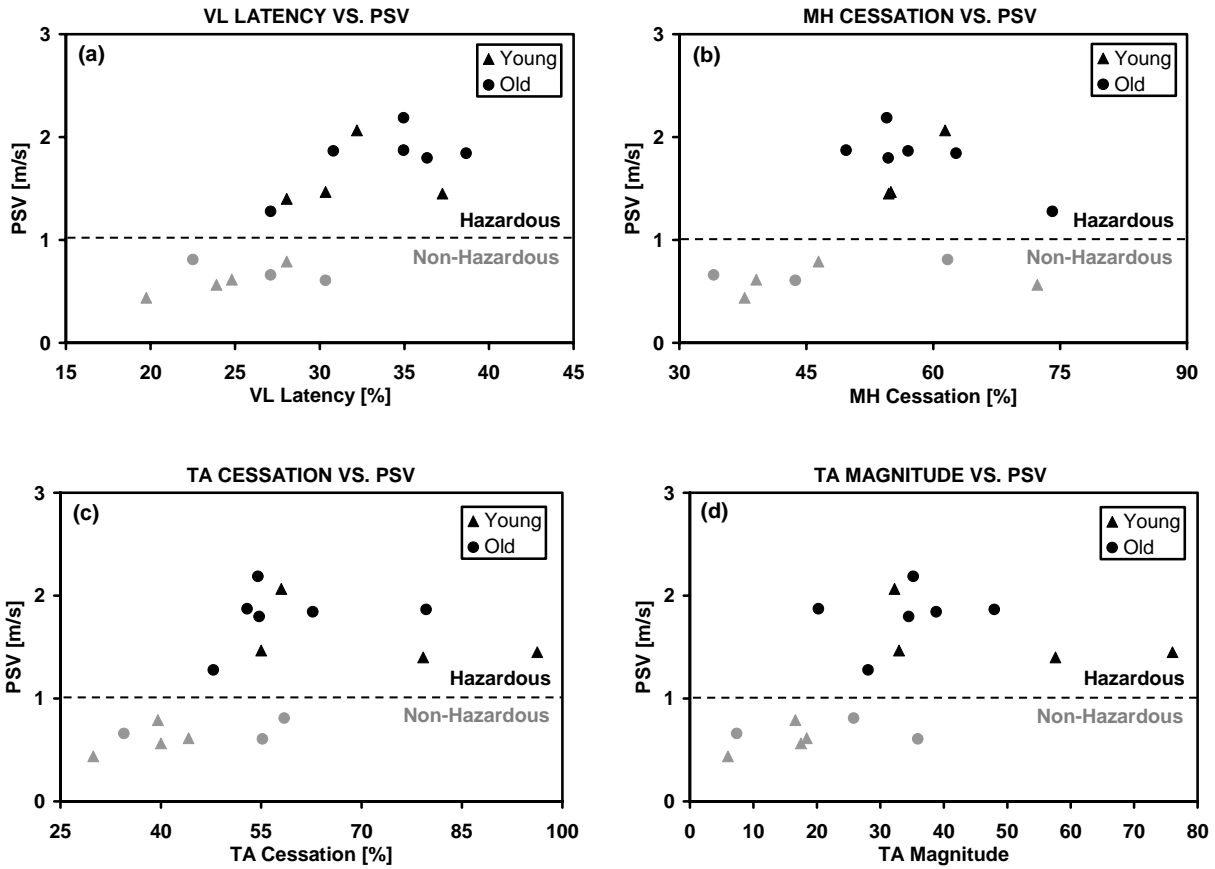 VL LATENCY VS. PSV
(a)
Young
Old
3
2
1
0
PSV [m/s]
Hazardous
Non-Hazardous
15 20 25 30 35 40 45
VL Latency [%]
MH CESSATION VS. PSV
(b)
Young
Old
3
2
1
0
PSV [m/s]
Hazardous
Non-Hazardous
30 45 60 75 90
MH Cessation [%]
TA CESSATION VS. PSV
(c)
Young
Old
3
2
1
0
PSV [m/s]
Hazardous
Non-Hazardous
25 40 55 70 85 100
TA Cessation [%]
TA MAGNITUDE VS. PSV
(d)
Young
Old
3
2
1
0
PSV [m/s]
Hazardous
Non-Hazardous
0 10 20 30 40 50 60 70 80
TA Magnitude